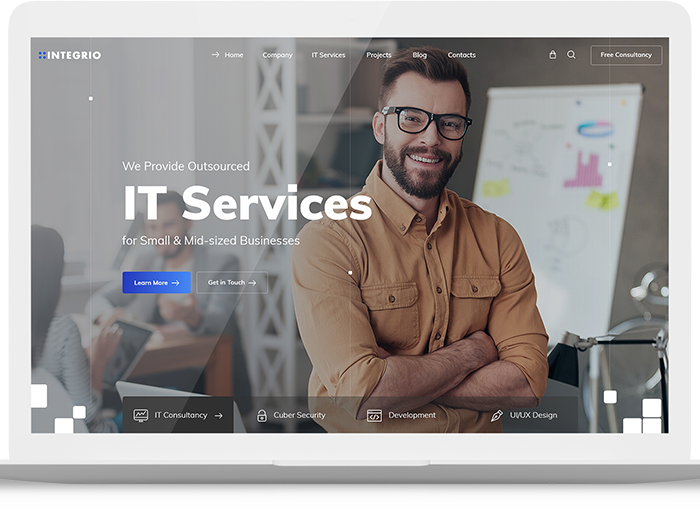 INTEGRIO
Home Company IT Services Projects Blog Contacts
Free Consultancy
We Provide Outsourced
IT Services
for Small & Mid-sized Businesses
Learn More
Get in Touch
IT Consultancy
Cuber Security
Development
UI/UX Design